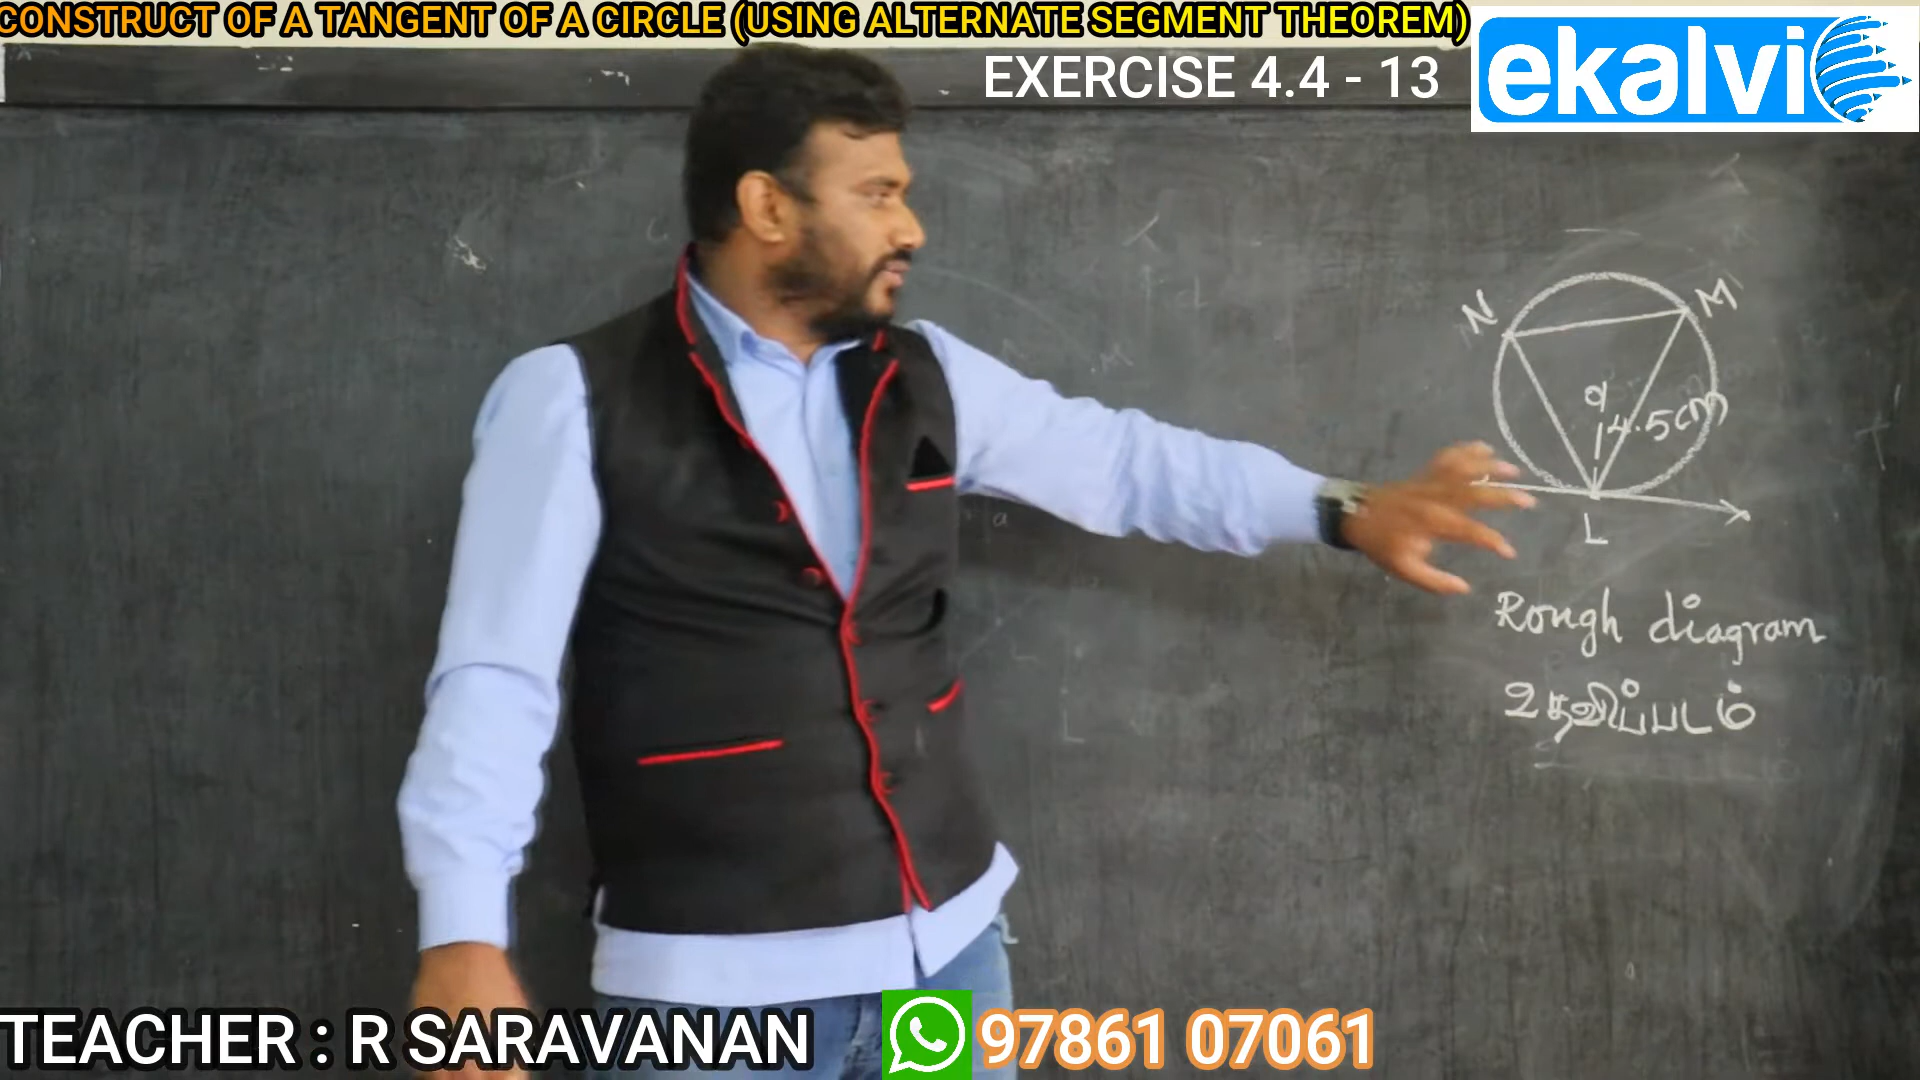 CONSTRUCT OF A TANGENT OF A CIRCLE (USING ALTERNATE SEGMENT THEOREM)
EXERCISE 4.4 - 13
ekalvi
N
M
4.5cm
L
Rough diagram
உதவிப்படம்
TEACHER : R SARAVANAN
97861 07061